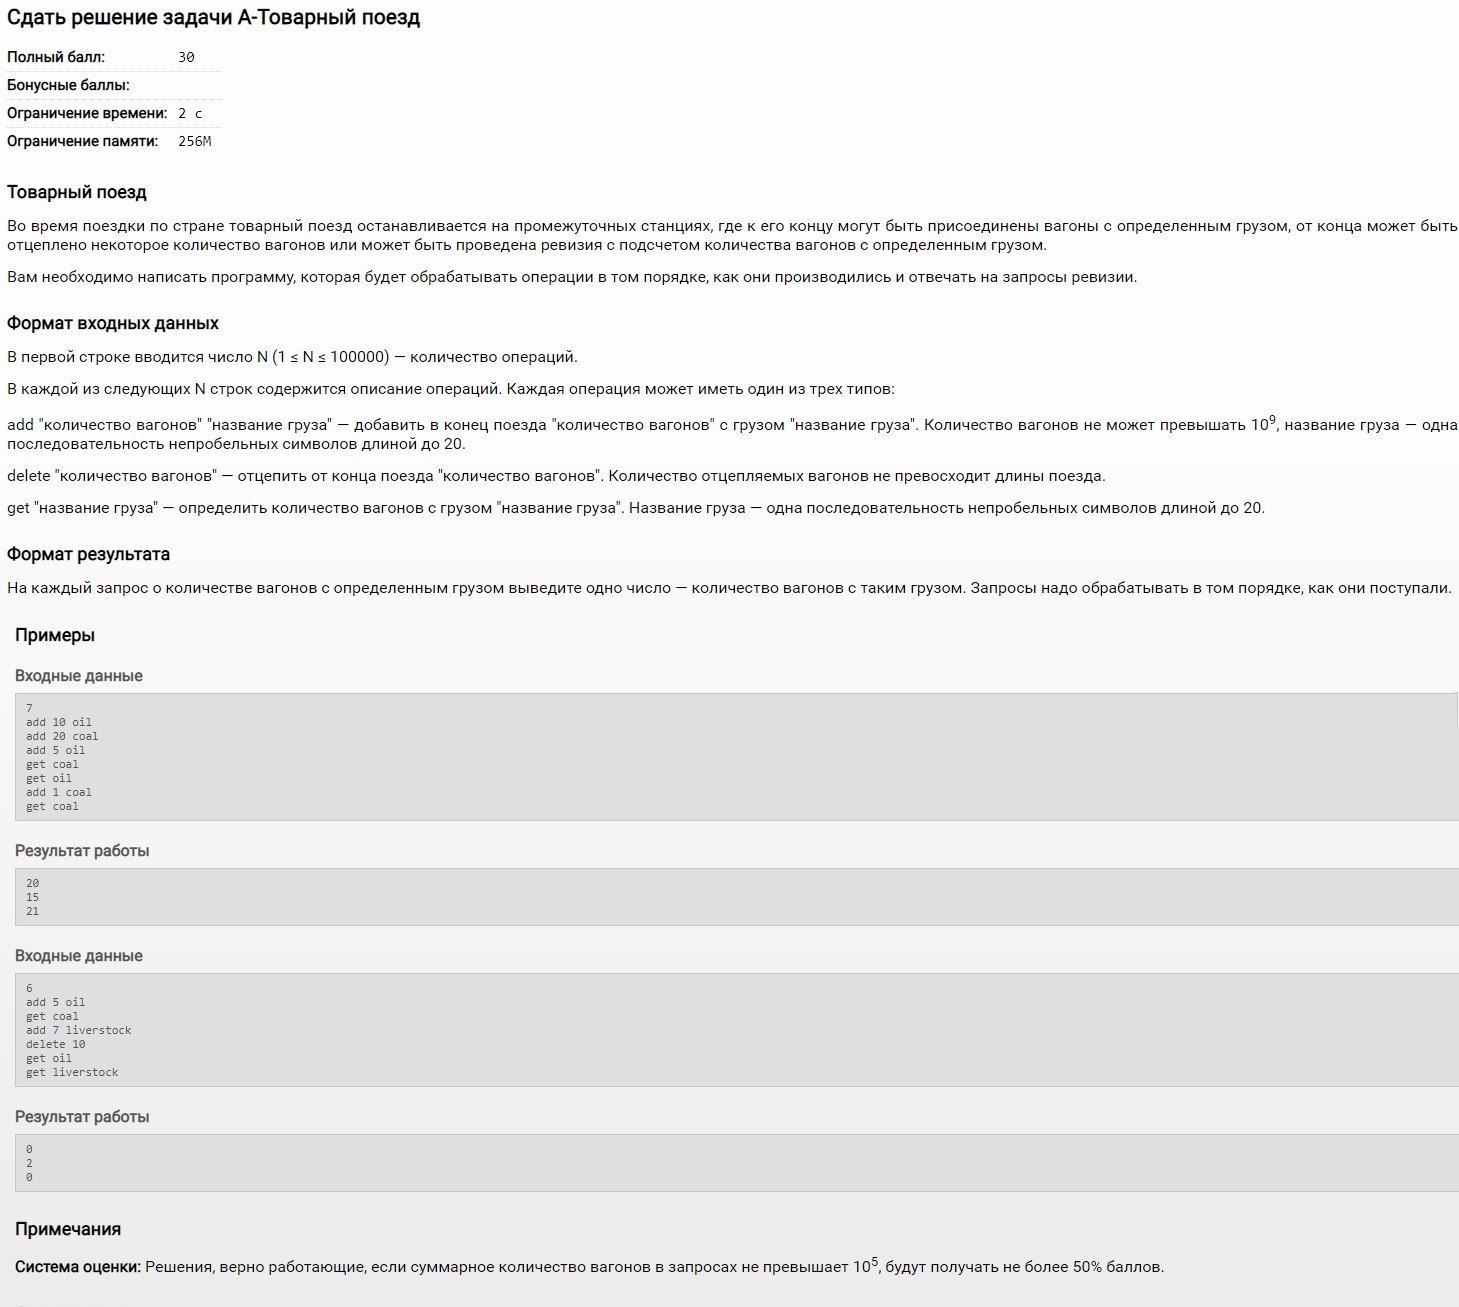 Сдать решение задачи A-Товарный поезд
Полный балл: 30
Бонусные баллы:
Ограничение времени: 2 с
Ограничение памяти: 256M
Товарный поезд
Во время поездки по стране товарный поезд останавливается на промежуточных станциях, где к его концу могут быть присоединены вагоны с определенным грузом, от конца может быть
отцеплено некоторое количество вагонов или может быть проведена ревизия с подсчетом количества вагонов с определенным грузом.
Вам необходимо написать программу, которая будет обрабатывать операции в том порядке, как они производились и отвечать на запросы ревизии.
Формат входных данных
В первой строке вводится число N (1 ≤ N ≤ 100000) — количество операций.
В каждой из следующих N строк содержится описание операций. Каждая операция может иметь один из трех типов:
add "количество вагонов" "название груза" — добавить в конец поезда "количество вагонов" с грузом "название груза". Количество вагонов не может превышать 10⁹, название груза — одна
последовательность непробельных символов длиной до 20.
delete "количество вагонов" — отцепить от конца поезда "количество вагонов". Количество отцепляемых вагонов не превосходит длины поезда.
get "название груза" — определить количество вагонов с грузом "название груза". Название груза — одна последовательность непробельных символов длиной до 20.
Формат результата
На каждый запрос о количестве вагонов с определенным грузом выведите одно число — количество вагонов с таким грузом. Запросы надо обрабатывать в том порядке, как они поступали.
Примеры
Входные данные
7
add 10 oil
add 20 coal
add 5 oil
get coal
get oil
add 1 coal
get coal
Результат работы
20
15
21
Входные данные
6
add 5 oil
get coal
add 7 liverstock
delete 10
get oil
get liverstock
Результат работы
0
2
0
Примечания
Система оценки: Решения, верно работающие, если суммарное количество вагонов в запросах не превышает 10⁵, будут получать не более 50% баллов.